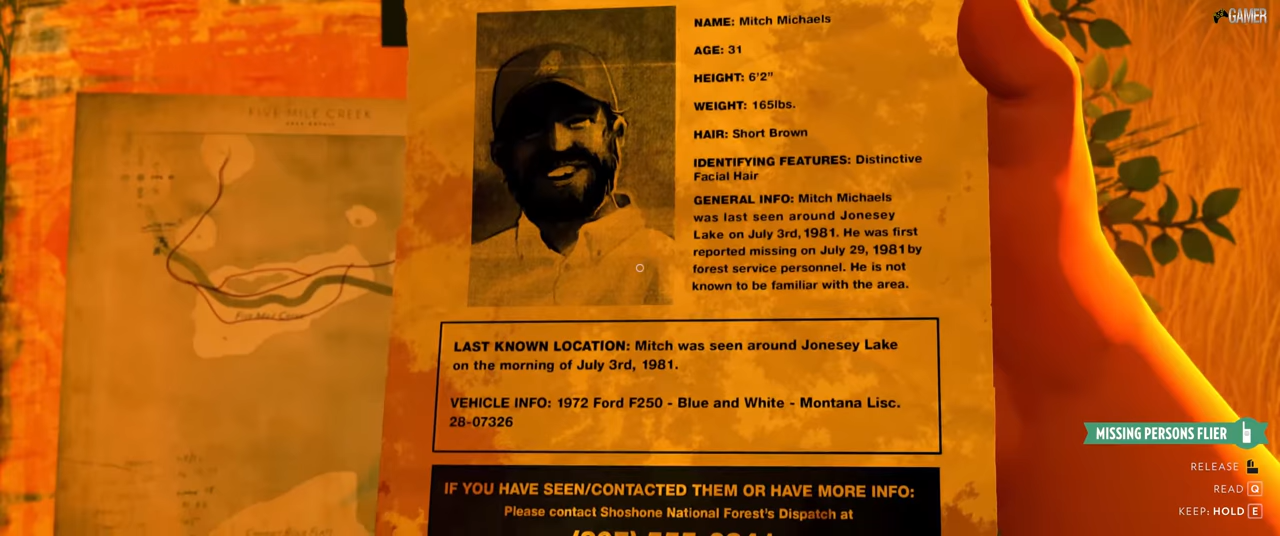 GAMER
FIVE MILE CREEK
NAME: Mitch Michaels
AGE: 31
HEIGHT: 6'2"
WEIGHT: 165lbs.
HAIR: Short Brown
IDENTIFYING FEATURES: Distinctive
Facial Hair
GENERAL INFO: Mitch Michaels
was last seen around Jonesey
Lake on July 3rd, 1981. He was first
reported missing on July 29, 1981 by
forest service personnel. He is not
known to be familiar with the area.
Five Mile Creek
LAST KNOWN LOCATION: Mitch was seen around Jonesey Lake
on the morning of July 3rd, 1981.
VEHICLE INFO: 1972 Ford F250 - Blue and White - Montana Lisc.
28-07326
IF YOU HAVE SEEN/CONTACTED THEM OR HAVE MORE INFO:
Please contact Shoshone National Forest's Dispatch at
MISSING PERSONS FLIER
RELEASE
READ Q
KEEP: HOLD E